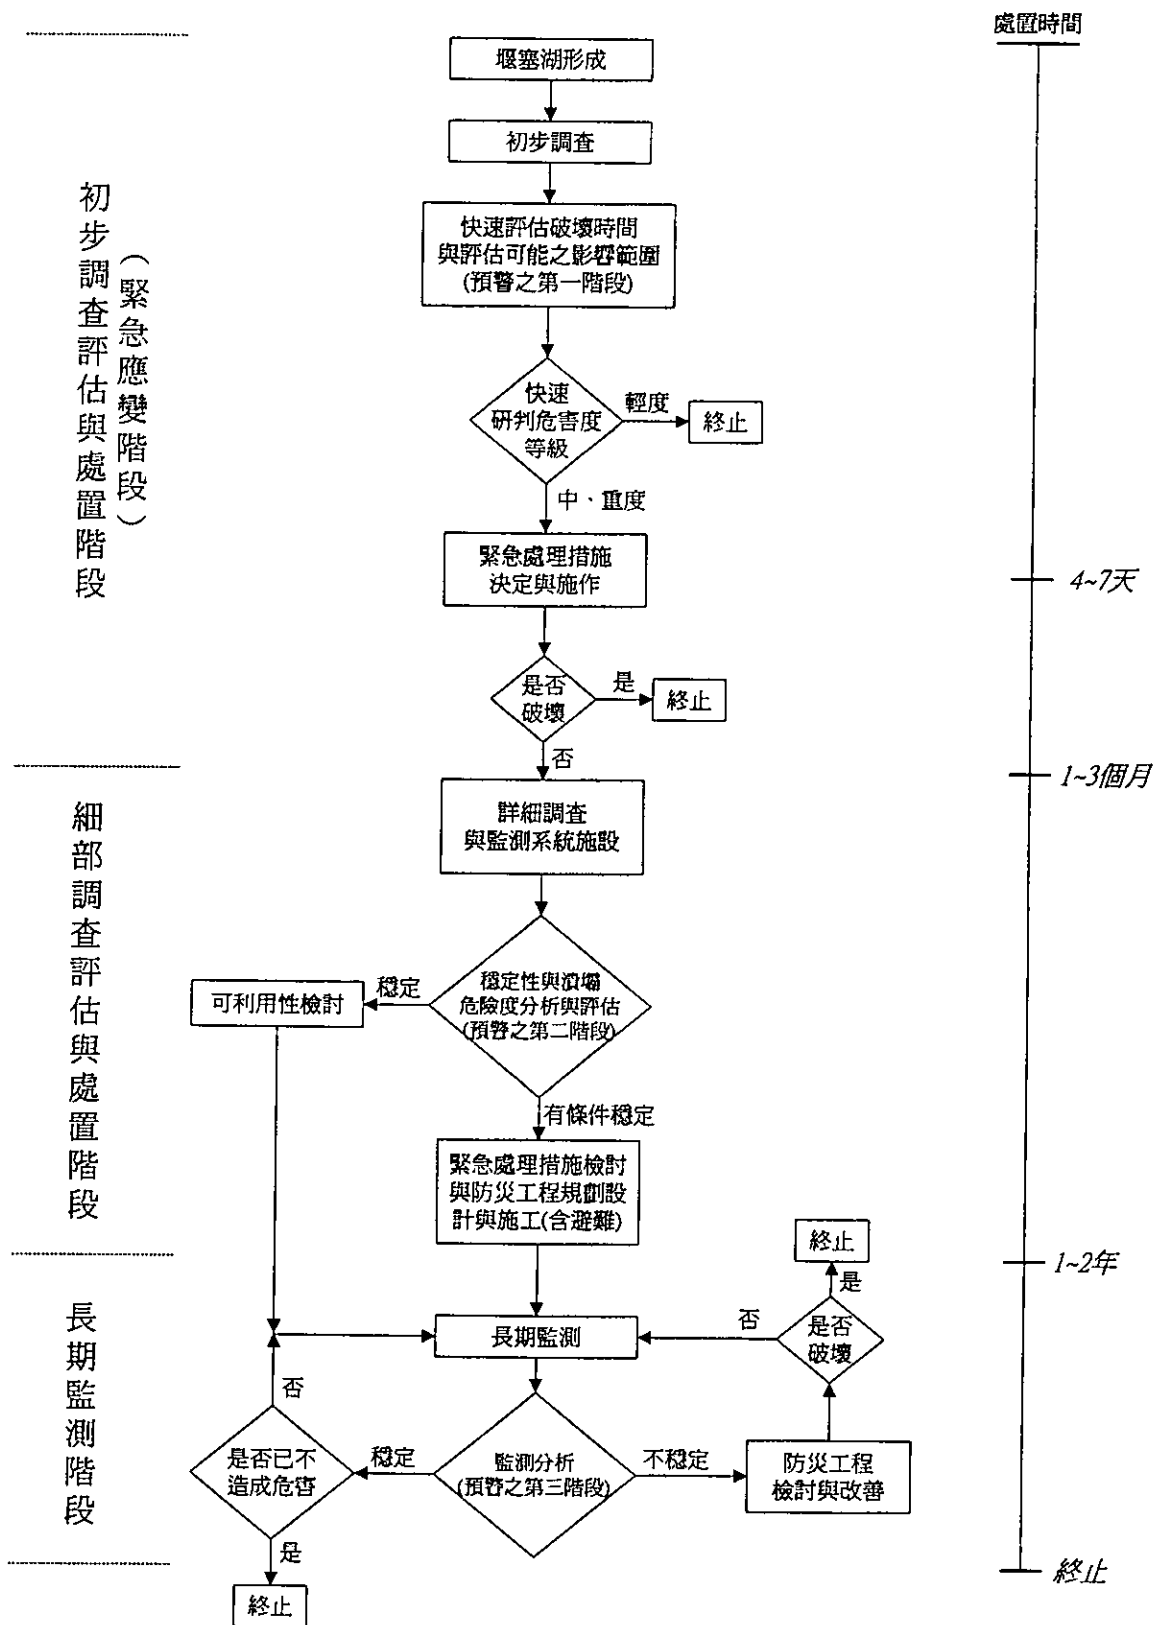 處置時間
堰塞湖形成
初步調查
快速評估破壞時間
與評估可能之影響範圍
(預警之第一階段)
初步調查評估與處置階段
（緊急應變階段）
快速
研判危害度
等級
輕度
終止
中、重度
緊急處理措施
決定與施作
4~7天
是否
破壞
是
終止
否
1~3個月
細部調查評估與處置階段
詳細調查
與監測系統施設
穩定性與潰壩
危險度分析與評估
(預警之第二階段)
穩定
可利用性檢討
有條件穩定
緊急處理措施檢討
與防災工程規劃設
計與施工(含避難)
終止
1~2年
是
長期監測階段
長期監測
否
是否
破壞
否
是否已不
造成危害
穩定
監測分析
(預警之第三階段)
不穩定
防災工程
檢討與改善
是
終止
終止